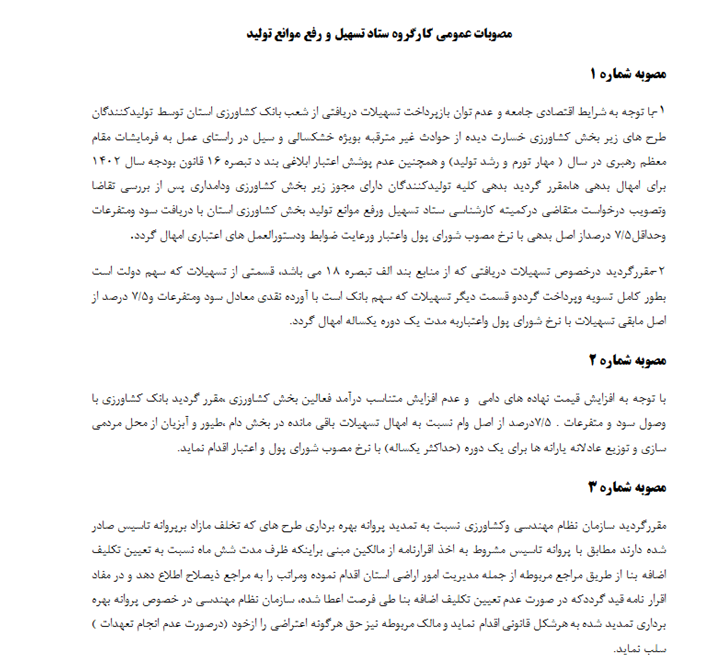 مصوبات عمومی کارگروه ستاد تسهیل و رفع موانع تولید
مصوبه شماره ۱
۱-با توجه به شرایط اقتصادی جامعه و عدم توان بازپرداخت تسهیلات دریافتی از شعب بانک کشاورزی استان توسط تولیدکنندگان
طرح های زیر بخش کشاورزی خسارت دیده از حوادث غیر مترقبه بویژه خشکسالی و سیل در راستای عمل به فرمایشات مقام
معظم رهبری در سال ( مهار تورم و رشد تولید) و همچنین عدم پوشش اعتبار ابلاغی بند د تبصره ۱۶ قانون بودجه سال ۱۴۰۲
برای امهال بدهی ها،مقرر گردید بدهی کلیه تولیدکنندگان دارای مجوز زیر بخش کشاورزی ودامداری پس از بررسی تقاضا
وتصویب درخواست متقاضی درکمیته کارشناسی ستاد تسهیل ورفع موانع تولید بخش کشاورزی استان با دریافت سود ومتفرعات
وحداقل۷/۵ درصداز اصل بدهی با نرخ مصوب شورای پول واعتبار ورعایت ضوابط ودستورالعمل های اعتباری امهال گردد.
۲-مقررگردید درخصوص تسهیلات دریافتی که از منابع بند الف تبصره ۱۸ می باشد، قسمتی از تسهیلات که سهم دولت است
بطور کامل تسویه وپرداخت گرددو قسمت دیگر تسهیلات که سهم بانک است با آورده نقدی معادل سود ومتفرعات و۷/۵ درصد از
اصل مابقی تسهیلات با نرخ شورای پول واعتباربه مدت یک دوره یکساله امهال گردد.
مصوبه شماره ۲
با توجه به افزایش قیمت نهاده های دامی و عدم افزایش متناسب درآمد فعالین بخش کشاورزی ،مقرر گردید بانک کشاورزی با
وصول سود و متفرعات . ۷/۵درصد از اصل وام نسبت به امهال تسهیلات باقی مانده در بخش دام ،طیور و آبزیان از محل مردمی
سازی و توزیع عادلانه یارانه ها برای یک دوره (حداکثر یکساله) با نرخ مصوب شورای پول و اعتبار اقدام نماید.
مصوبه شماره ۳
مقررگردید سازمان نظام مهندسی وکشاورزی نسبت به تمدید پروانه بهره برداری طرح های که تخلف مازاد برپروانه تاسیس صادر
شده دارند مطابق با پروانه تاسیس مشروط به اخذ اقرارنامه از مالکین مبنی براینکه ظرف مدت شش ماه نسبت به تعیین تکلیف
اضافه بنا از طریق مراجع مربوطه از جمله مدیریت امور اراضی استان اقدام نموده ومراتب را به مراجع ذیصلاح اطلاع دهد و در مفاد
اقرار نامه قید گرددکه در صورت عدم تعیین تکلیف اضافه بنا طی فرصت اعطا شده، سازمان نظام مهندسی در خصوص پروانه بهره
برداری تمدید شده به هرشکل قانونی اقدام نماید و مالک مربوطه نیز حق هرگونه اعتراضی را ازخود (درصورت عدم انجام تعهدات )
سلب نماید.